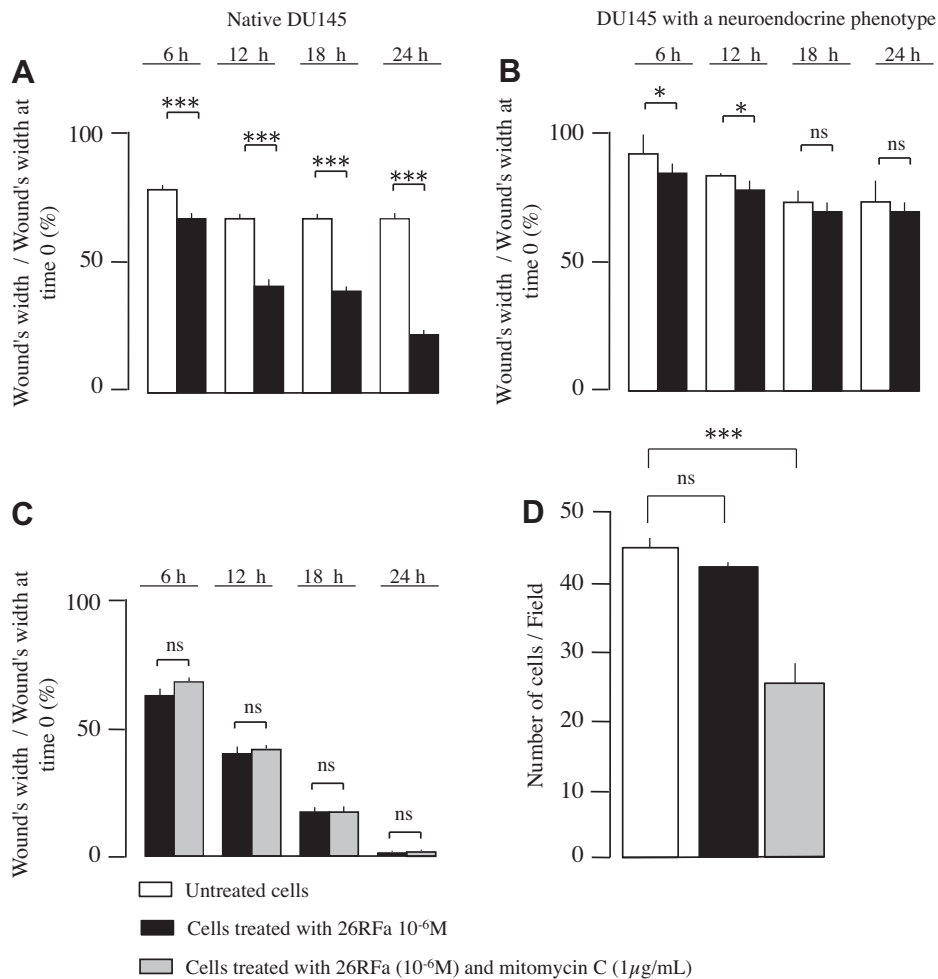 Native DU145
DU145 with a neuroendocrine phenotype
A
6 h 12 h 18 h 24 h
*** *** *** ***
Wound's width / Wound's width at
time 0 (%)
100
50
0
B
6 h 12 h 18 h 24 h
* * ns ns
Wound's width / Wound's width at
time 0 (%)
100
50
0
C
6 h 12 h 18 h 24 h
ns ns ns ns
Wound's width / Wound's width at
time 0 (%)
100
50
0
D
***
ns
Number of cells / Field
50
40
30
20
10
0
Untreated cells
Cells treated with 26RFa 10⁻⁶M
Cells treated with 26RFa (10⁻⁶M) and mitomycin C (1µg/mL)